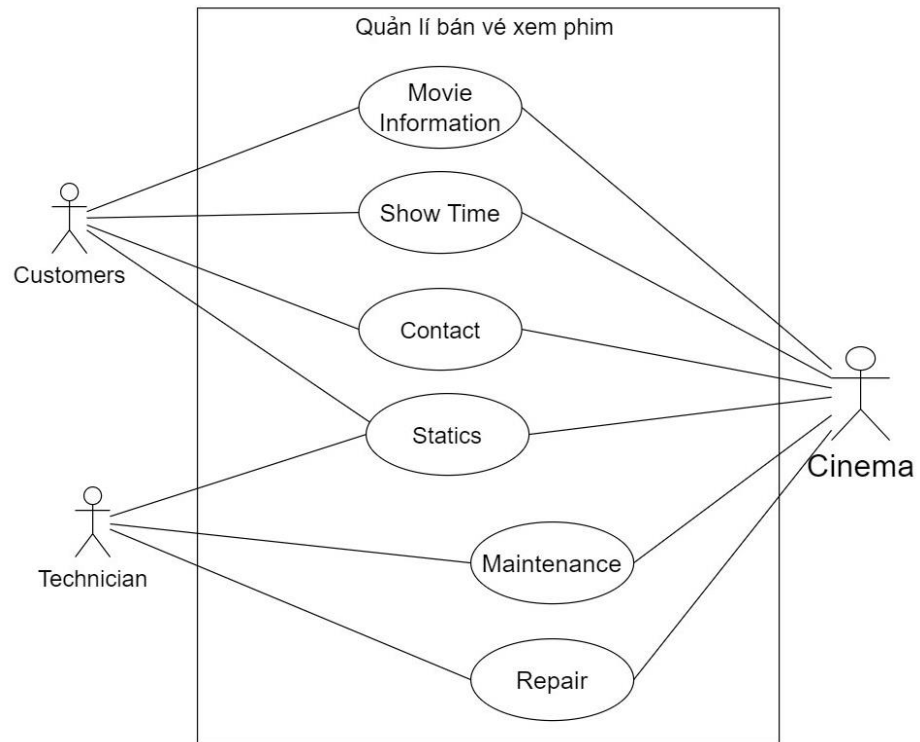 Quản lí bán vé xem phim
Movie
Information
Show Time
Customers
Contact
Statics
Cinema
Maintenance
Technician
Repair